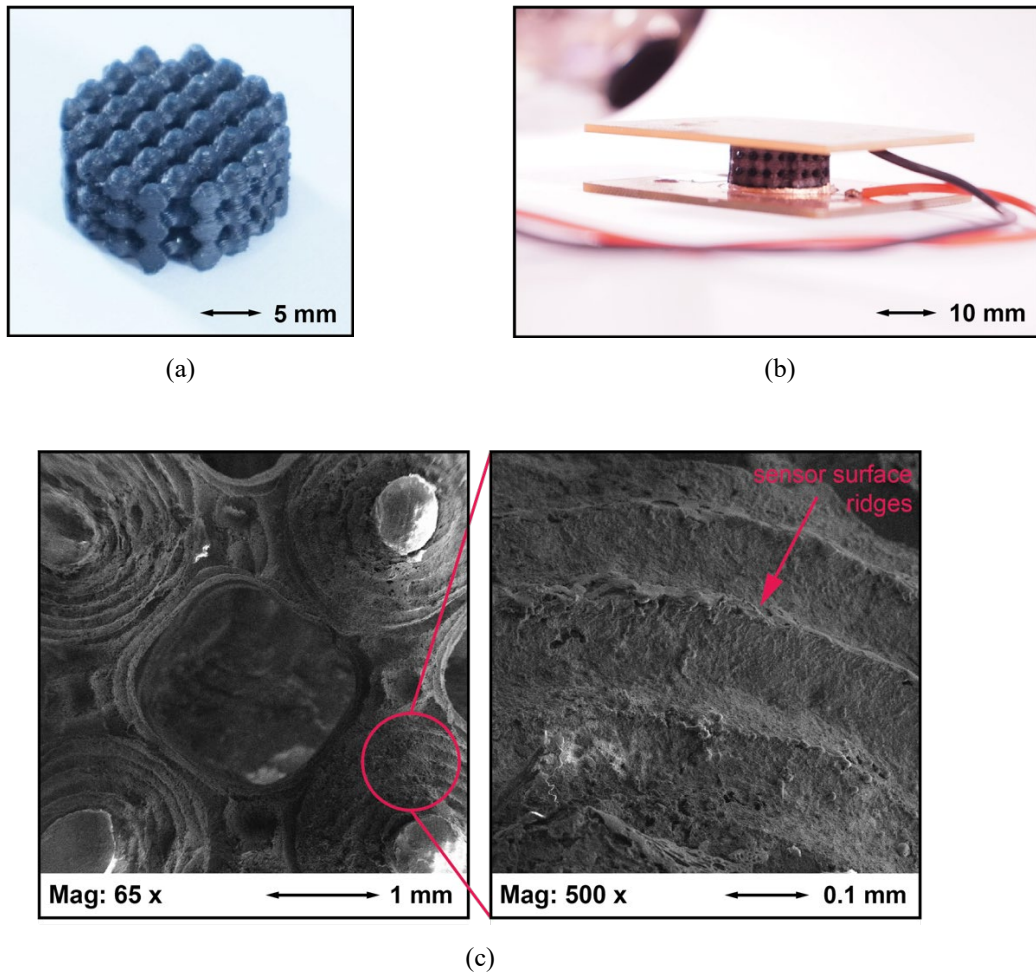 5 mm
10 mm
(a)
(b)
sensor surface
ridges
Mag: 65 x
1 mm
Mag: 500 x
0.1 mm
(c)